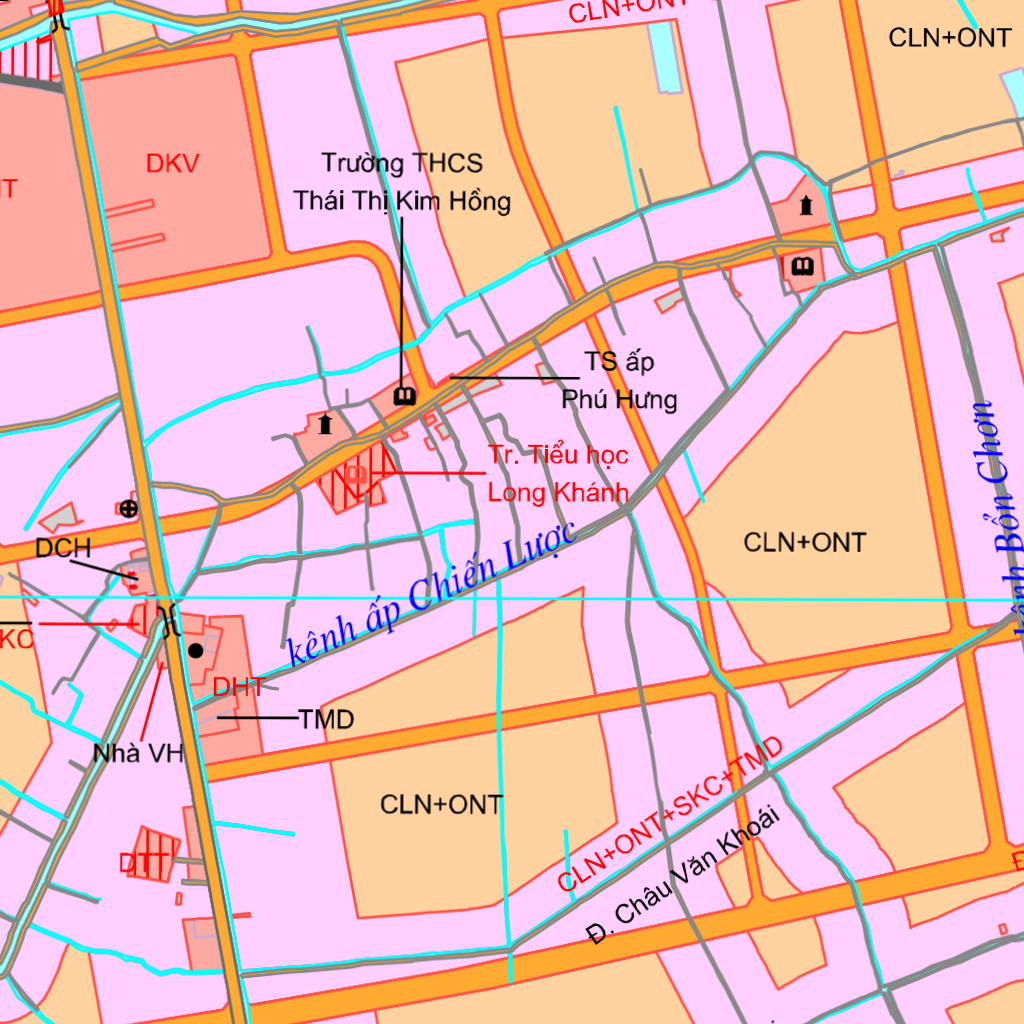 CLN+ONT
CLN+ONT
DKV
Trường THCS
Thái Thị Kim Hồng
TS ấp
Phú Hưng
Tr. Tiểu học
Long Khánh
kênh Bốn Chơn
CLN+ONT
DCH
kênh ấp Chiến Lược
KC
DHT
TMD
Nhà VH
CLN+ONT
CLN+ONT+SKC+TMD
Đ. Châu Văn Khoái
DTT